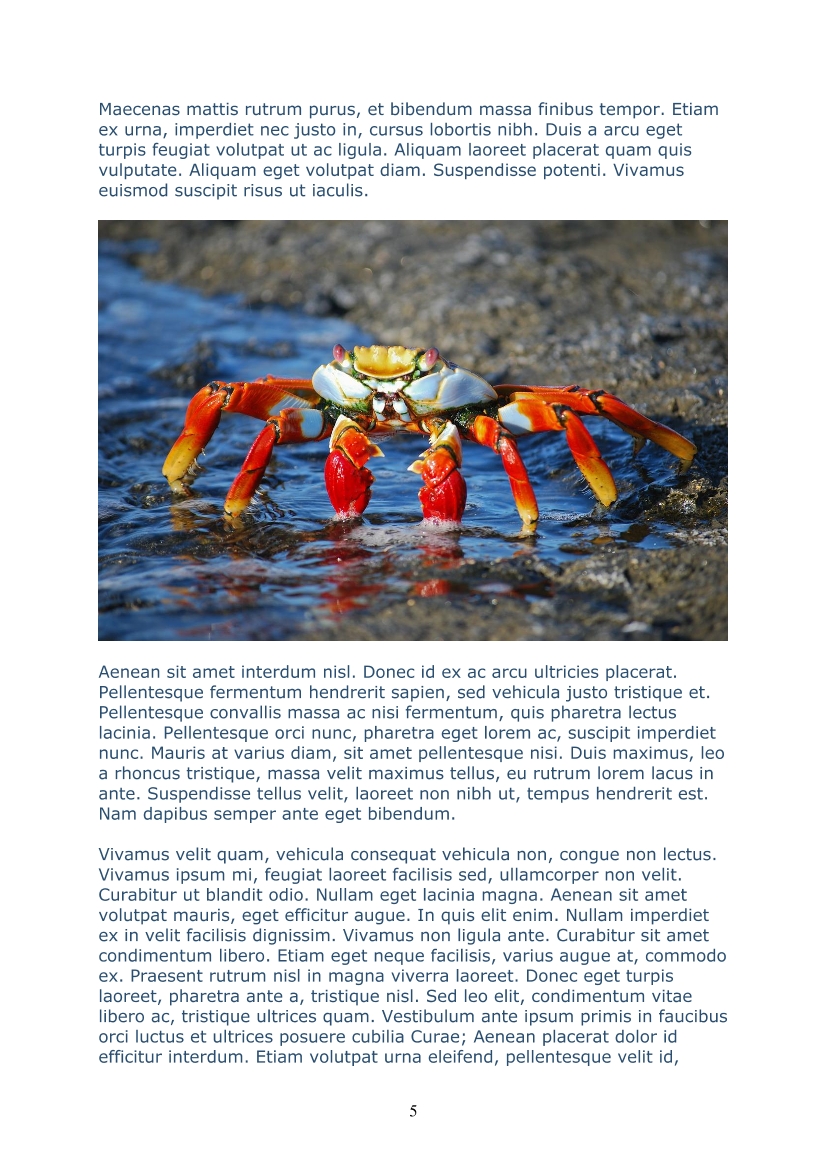 Maecenas mattis rutrum purus, et bibendum massa finibus tempor. Etiam
ex urna, imperdiet nec justo in, cursus lobortis nibh. Duis a arcu eget
turpis feugiat volutpat ut ac ligula. Aliquam laoreet placerat quam quis
vulputate. Aliquam eget volutpat diam. Suspendisse potenti. Vivamus
euismod suscipit risus ut iaculis.
Aenean sit amet interdum nisl. Donec id ex ac arcu ultricies placerat.
Pellentesque fermentum hendrerit sapien, sed vehicula justo tristique et.
Pellentesque convallis massa ac nisi fermentum, quis pharetra lectus
lacinia. Pellentesque orci nunc, pharetra eget lorem ac, suscipit imperdiet
nunc. Mauris at varius diam, sit amet pellentesque nisi. Duis maximus, leo
a rhoncus tristique, massa velit maximus tellus, eu rutrum lorem lacus in
ante. Suspendisse tellus velit, laoreet non nibh ut, tempus hendrerit est.
Nam dapibus semper ante eget bibendum.
Vivamus velit quam, vehicula consequat vehicula non, congue non lectus.
Vivamus ipsum mi, feugiat laoreet facilisis sed, ullamcorper non velit.
Curabitur ut blandit odio. Nullam eget lacinia magna. Aenean sit amet
volutpat mauris, eget efficitur augue. In quis elit enim. Nullam imperdiet
ex in velit facilisis dignissim. Vivamus non ligula ante. Curabitur sit amet
condimentum libero. Etiam eget neque facilisis, varius augue at, commodo
ex. Praesent rutrum nisl in magna viverra laoreet. Donec eget turpis
laoreet, pharetra ante a, tristique nisl. Sed leo elit, condimentum vitae
libero ac, tristique ultrices quam. Vestibulum ante ipsum primis in faucibus
orci luctus et ultrices posuere cubilia Curae; Aenean placerat dolor id
efficitur interdum. Etiam volutpat urna eleifend, pellentesque velit id,
5